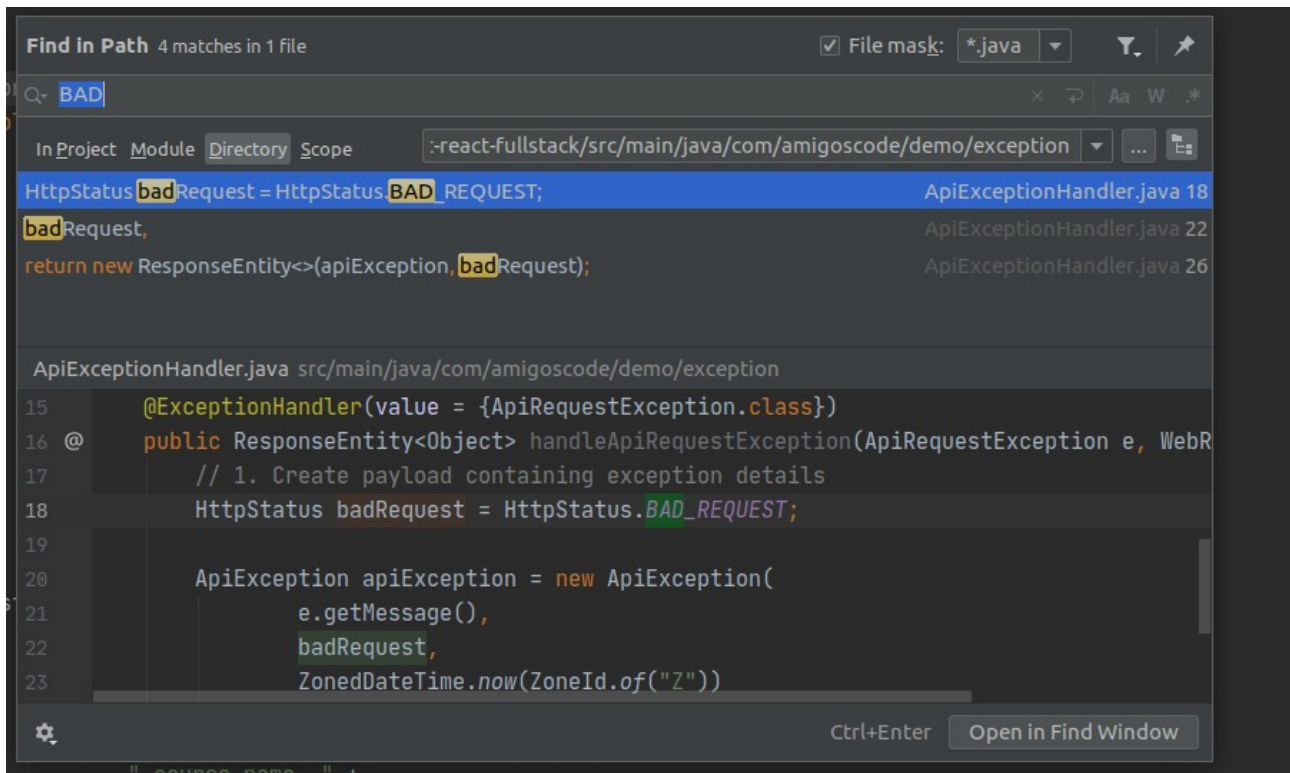 Find in Path 4 matches in 1 file File mask: *.java
BAD Aa W .*
In Project Module Directory Scope :-react-fullstack/src/main/java/com/amigoscode/demo/exception ...
HttpStatus badRequest = HttpStatus.BAD_REQUEST; ApiExceptionHandler.java 18
badRequest, ApiExceptionHandler.java 22
return new ResponseEntity<>(apiException, badRequest); ApiExceptionHandler.java 26
ApiExceptionHandler.java src/main/java/com/amigoscode/demo/exception
15 @ExceptionHandler(value = {ApiRequestException.class})
16 @ public ResponseEntity<Object> handleApiRequestException(ApiRequestException e, WebR
17 // 1. Create payload containing exception details
18 HttpStatus badRequest = HttpStatus.BAD_REQUEST;
19
20 ApiException apiException = new ApiException(
21 e.getMessage(),
22 badRequest,
23 ZonedDateTime.now(ZoneId.of("Z"))
Ctrl+Enter Open in Find Window